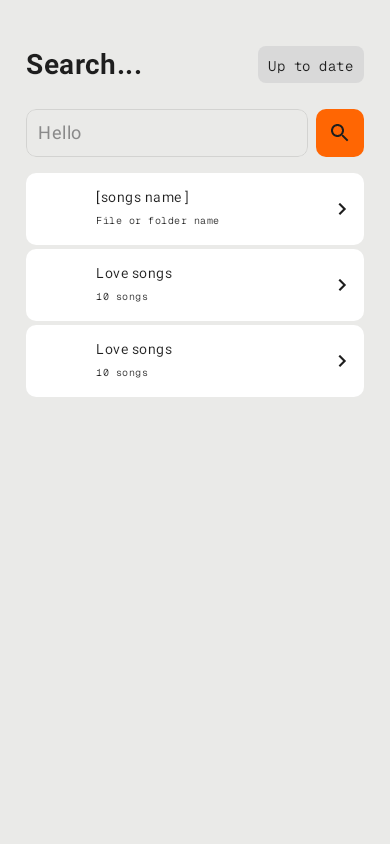 Search...
Up to date
Hello
[songs name]
File or folder name
Love songs
10 songs
Love songs
10 songs